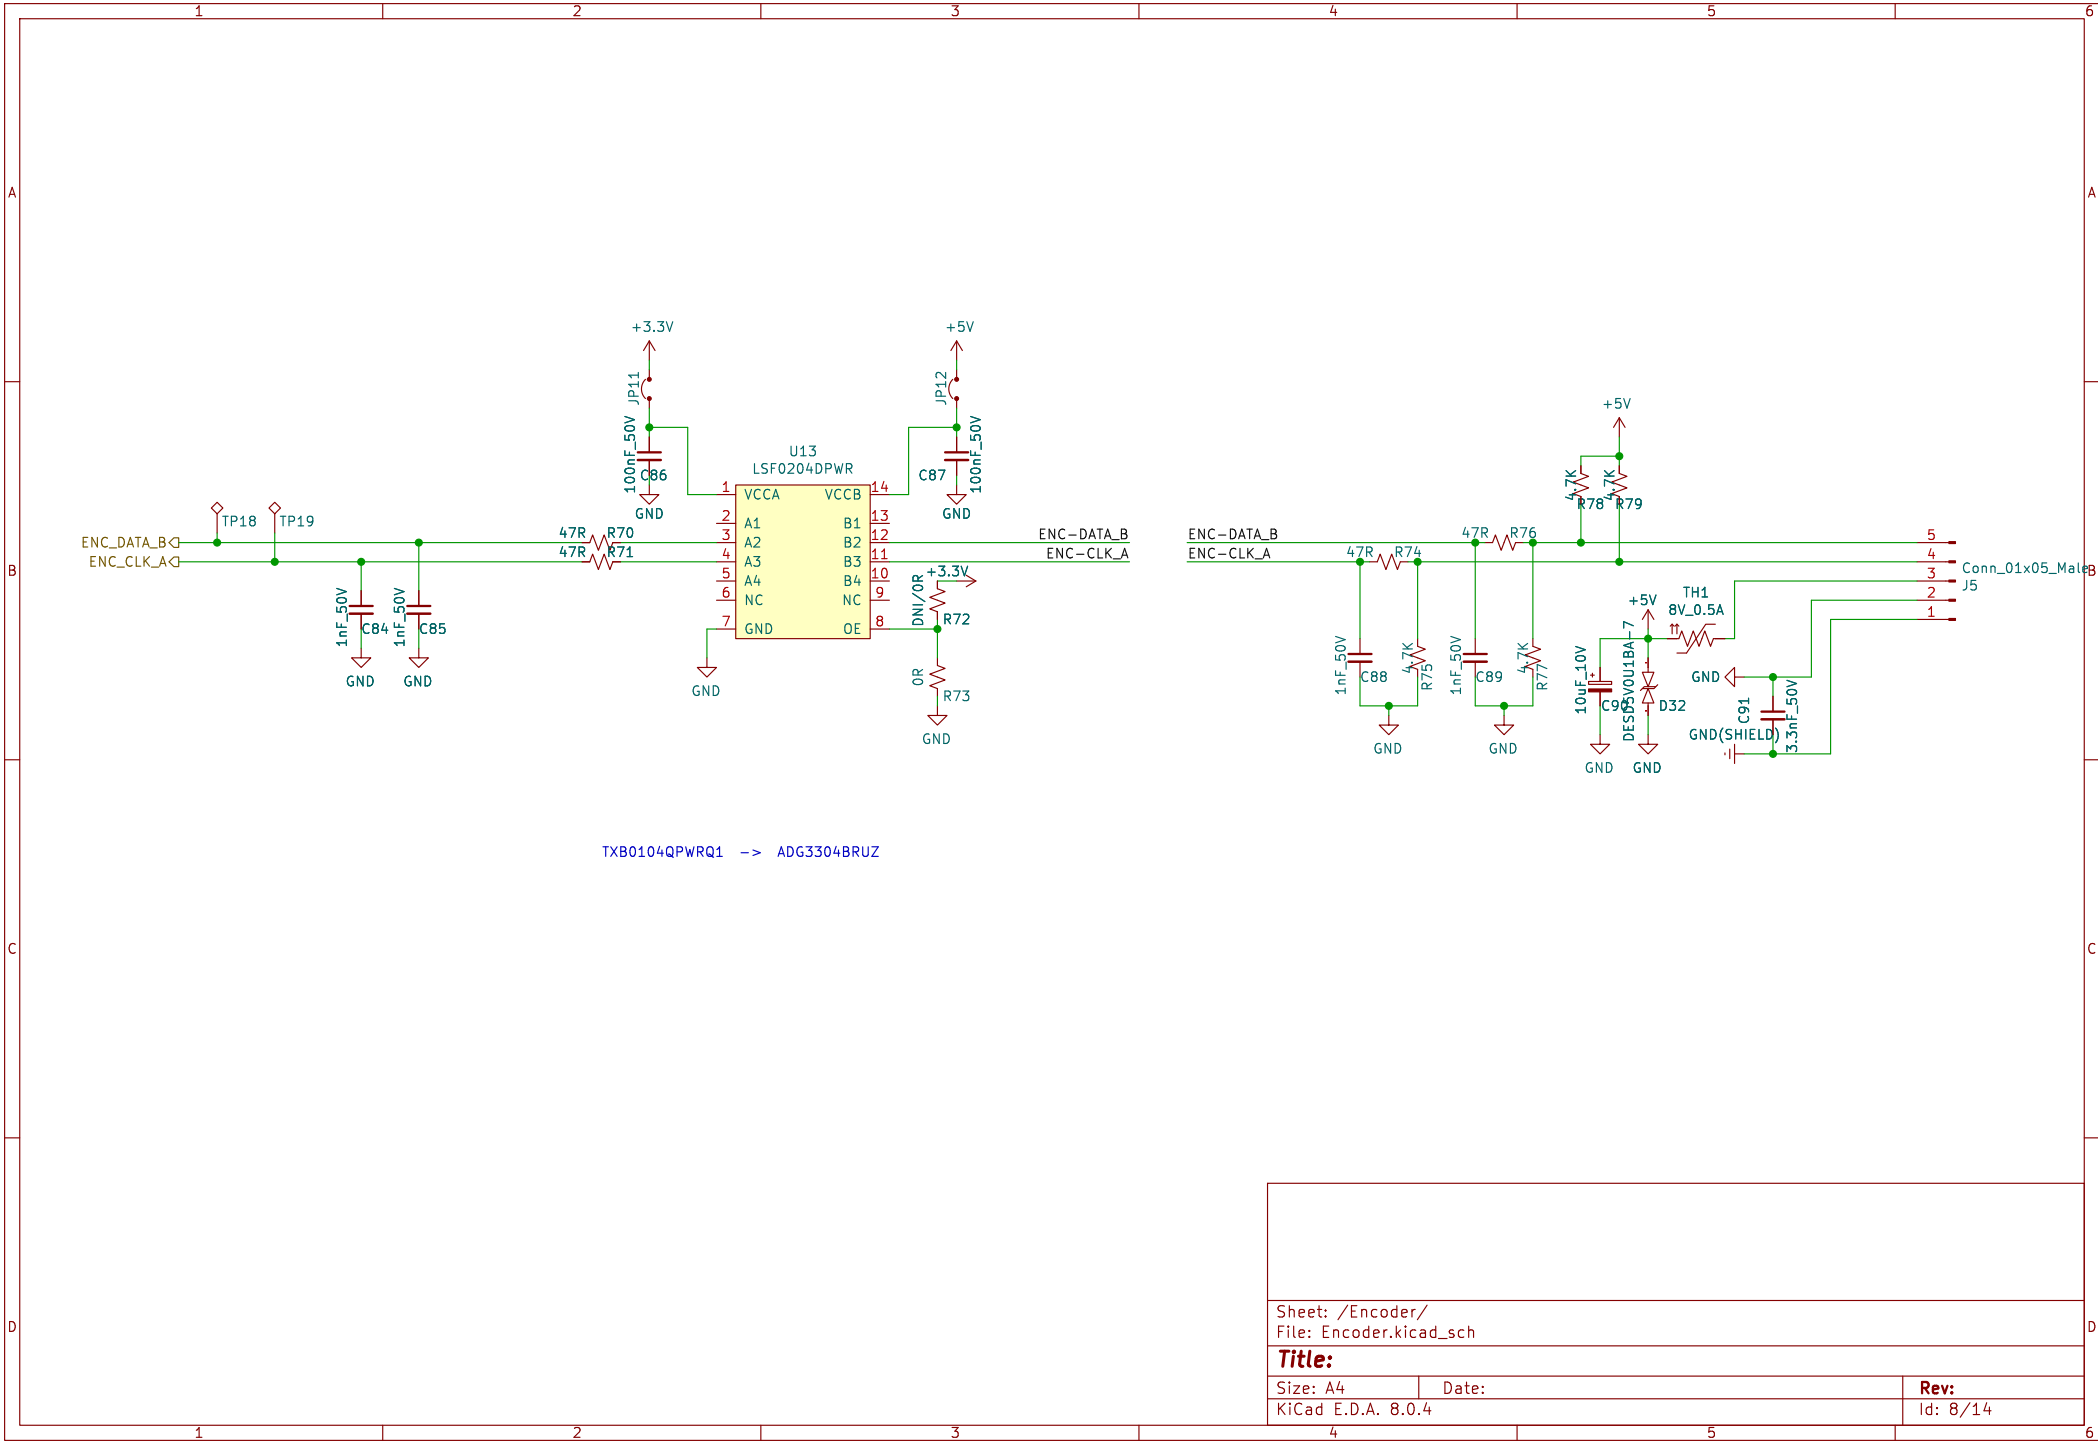 1 2 3 4 5 6
A A
B B
C C
D D
+3.3V
JP11
100nF_50V
C86
GND
+5V
JP12
100nF_50V
C87
GND
U13
LSF0204DPWR
1 VCCA VCCB 14
2 A1 B1 13
3 A2 B2 12
4 A3 B3 11
5 A4 B4 10
6 NC NC 9
7 GND OE 8
GND
TP18
TP19
ENC_DATA_B
ENC_CLK_A
47R R70
47R R71
1nF_50V
C84
GND
1nF_50V
C85
GND
ENC-DATA_B
ENC-CLK_A
+3.3V
DNI/0R
R72
0R
R73
GND
ENC-DATA_B
ENC-CLK_A
47R R74
47R R76
1nF_50V
C88
4.7K
R75
GND
1nF_50V
C89
4.7K
R77
GND
+5V
4.7K
R78
4.7K
R79
5
4
3
2
1
Conn_01x05_Male
J5
+5V
TH1
8V_0.5A
10uF_10V
C90
GND
DESD5V0U1BA-7
D32
GND
GND
C91
3.3nF_50V
GND(SHIELD)
TXB0104QPWRQ1 -> ADG3304BRUZ
Sheet: /Encoder/
File: Encoder.kicad_sch
Title:
Size: A4 Date: Rev:
KiCad E.D.A. 8.0.4 Id: 8/14
1 2 3 4 5 6